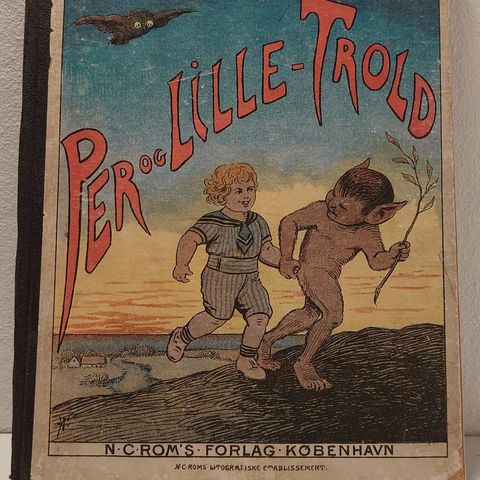 PER OG LILLE-TROLD
N·C·ROM'S·FORLAG·KØBENHAVN
N·C·ROMS LITOGRAFISKE ETABLISSEMENT.